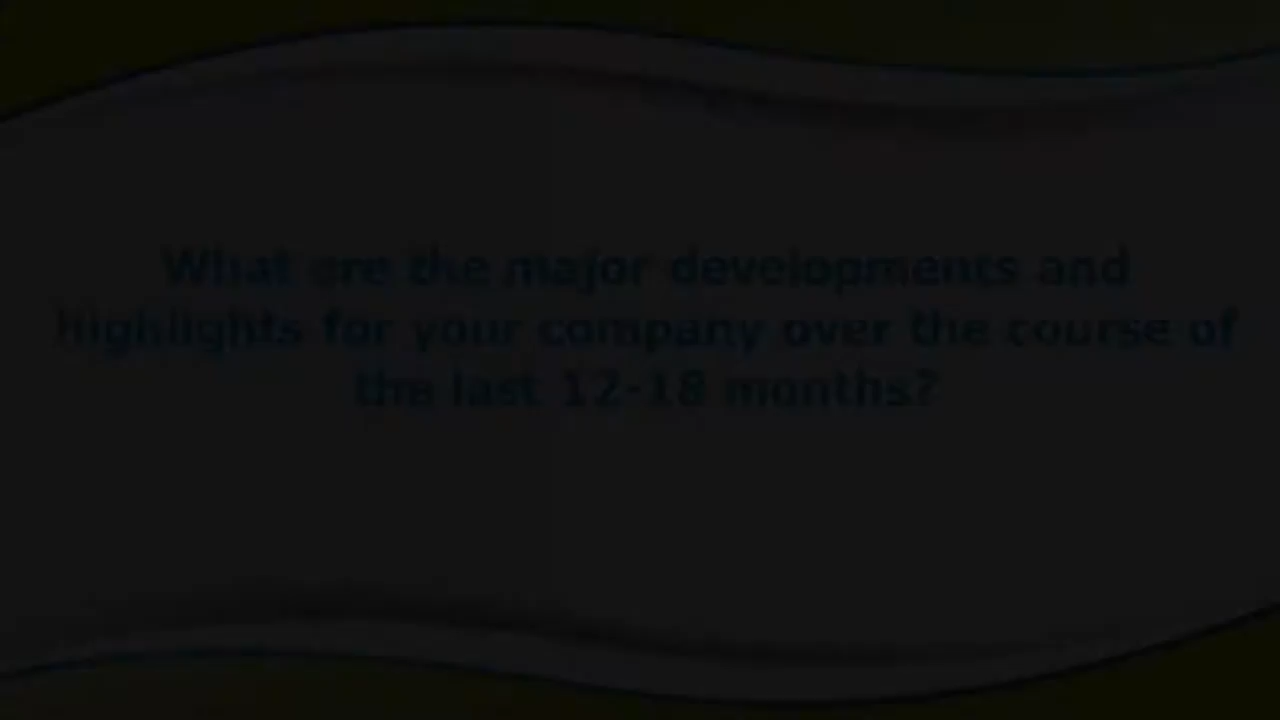 What are the major developments and
highlights for your company over the course of
the last 12-18 months?